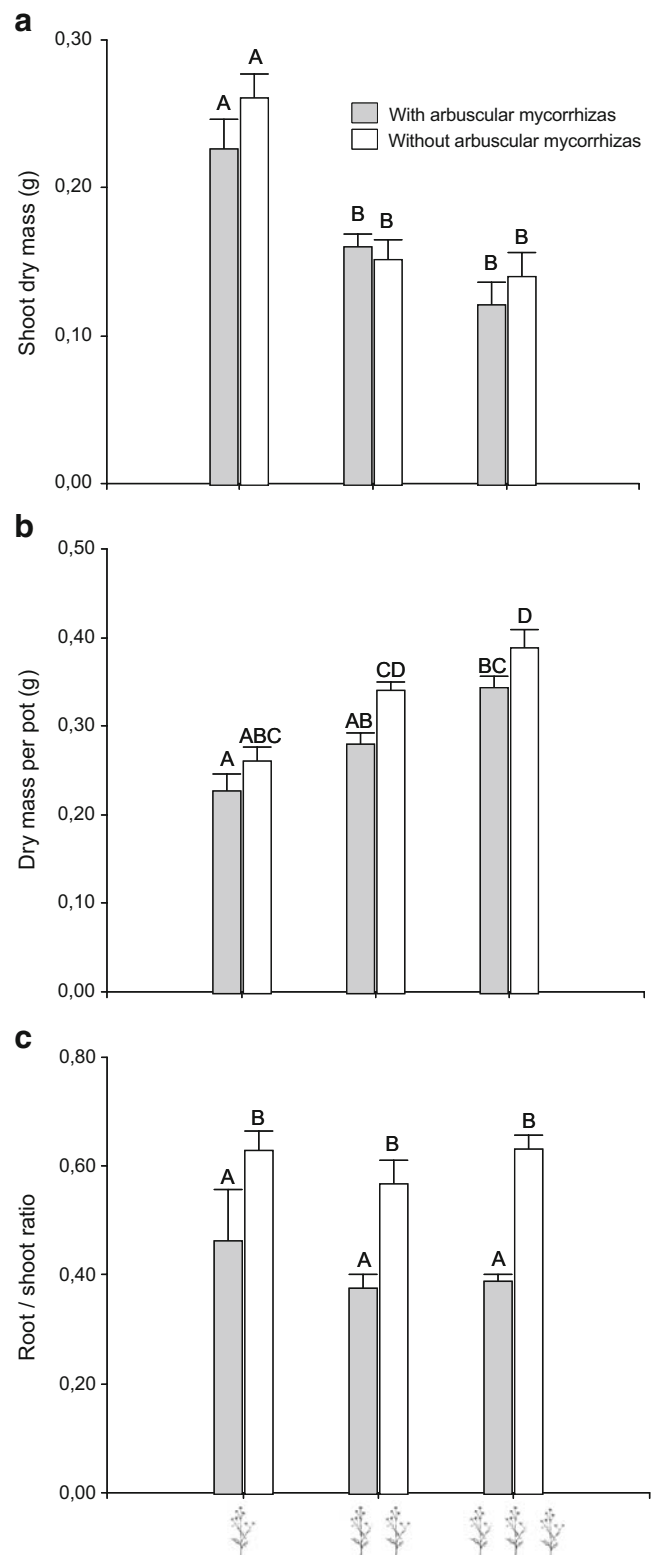 a
0,30
A
A
With arbuscular mycorrhizas
Without arbuscular mycorrhizas
0,20
B
B
B
B
0,10
0,00
Shoot dry mass (g)
b
0,50
0,40
0,30
0,20
0,10
0,00
A
ABC
AB
CD
BC
D
Dry mass per pot (g)
c
0,80
0,60
0,40
0,20
0,00
A
B
A
B
A
B
Root / shoot ratio